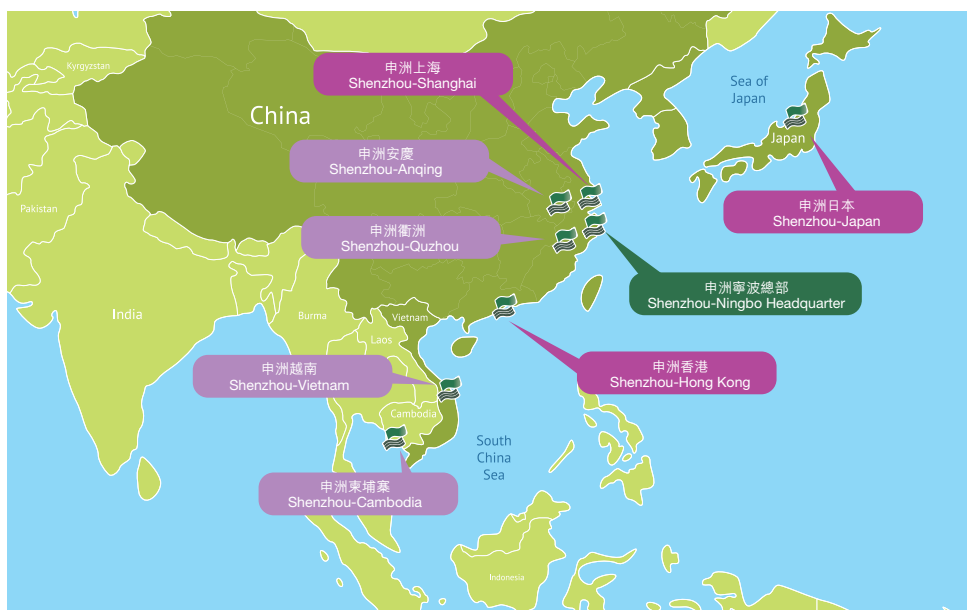 Kyrgyzstan
申洲上海
Shenzhou-Shanghai
Sea of
Japan
China
Japan
申洲安慶
Shenzhou-Anqing
Pakistan
申洲日本
Shenzhou-Japan
申洲衢洲
Shenzhou-Quzhou
申洲寧波總部
Shenzhou-Ningbo Headquarter
India
Burma
Vietnam
Laos
申洲越南
Shenzhou-Vietnam
申洲香港
Shenzhou-Hong Kong
Cambodia
South
China
Sea
申洲柬埔寨
Shenzhou-Cambodia
Indonesia